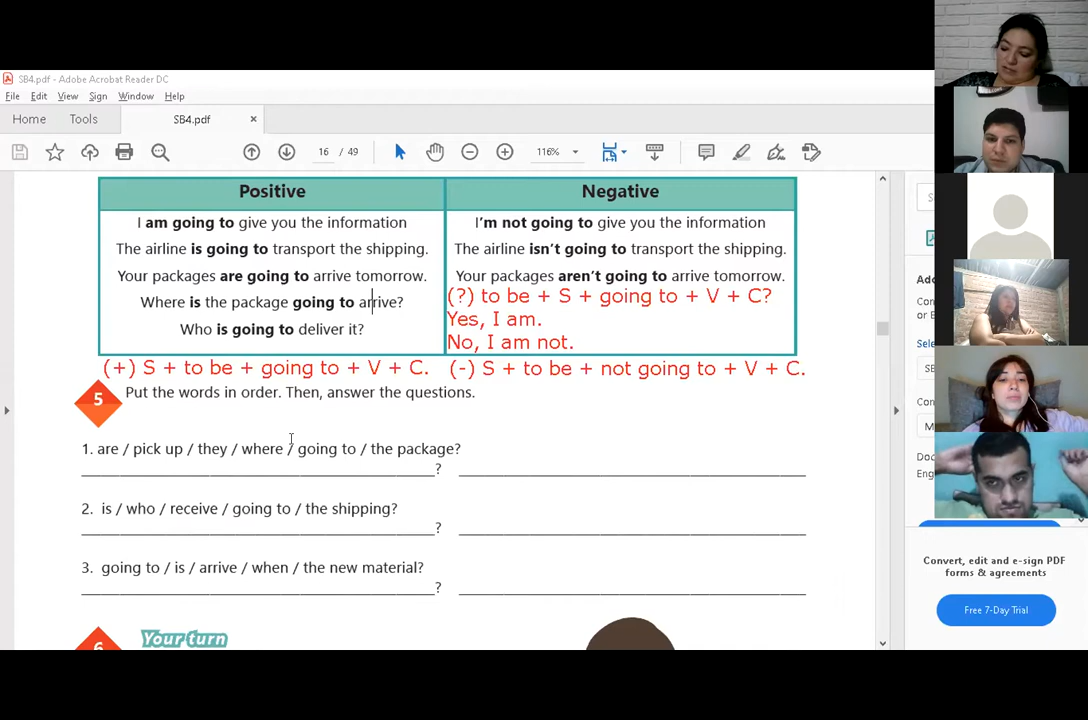 SB4.pdf - Adobe Acrobat Reader DC
File Edit View Sign Window Help
Home Tools SB4.pdf ×
16 / 49 116%
Positive Negative
I am going to give you the information I'm not going to give you the information
The airline is going to transport the shipping. The airline isn't going to transport the shipping.
Your packages are going to arrive tomorrow. Your packages aren't going to arrive tomorrow.
Where is the package going to arrive? (?) to be + S + going to + V + C?
Who is going to deliver it? Yes, I am.
No, I am not.
(+) S + to be + going to + V + C. (-) S + to be + not going to + V + C.
5 Put the words in order. Then, answer the questions.
1. are / pick up / they / where / going to / the package?
?
2. is / who / receive / going to / the shipping?
?
3. going to / is / arrive / when / the new material?
?
6 Your turn
Sel
Convert, edit and e-sign PDF
forms & agreements
Free 7-Day Trial